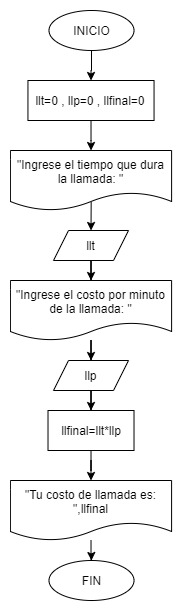 INICIO
llt=0 , llp=0 , llfinal=0
"Ingrese el tiempo que dura
la llamada: "
llt
"Ingrese el costo por minuto
de la llamada: "
llp
llfinal=llt*llp
"Tu costo de llamada es:
",llfinal
FIN